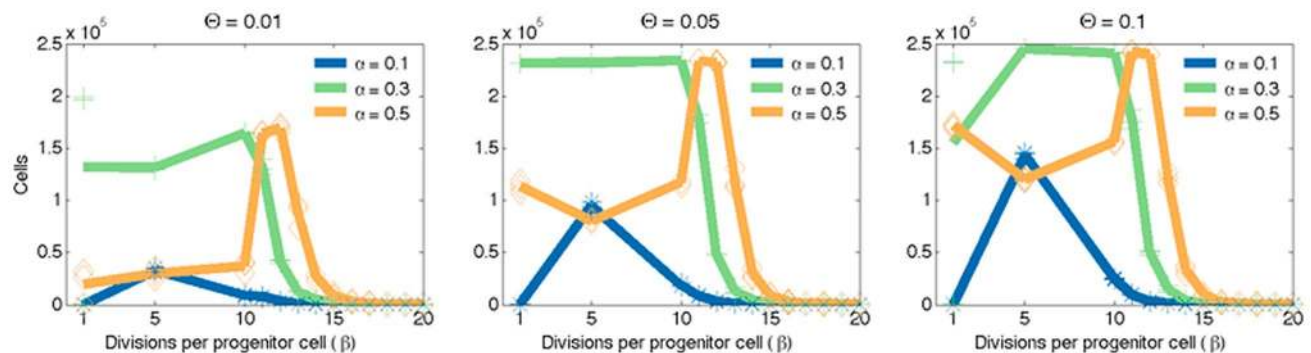 Θ = 0.01
x 10^5
2.5
2
1.5
1
0.5
0
Cells
α = 0.1
α = 0.3
α = 0.5
1 5 10 15 20
Divisions per progenitor cell (β)
Θ = 0.05
x 10^5
2.5
2
1.5
1
0.5
0
α = 0.1
α = 0.3
α = 0.5
1 5 10 15 20
Divisions per progenitor cell (β)
Θ = 0.1
x 10^5
2.5
2
1.5
1
0.5
0
α = 0.1
α = 0.3
α = 0.5
1 5 10 15 20
Divisions per progenitor cell (β)